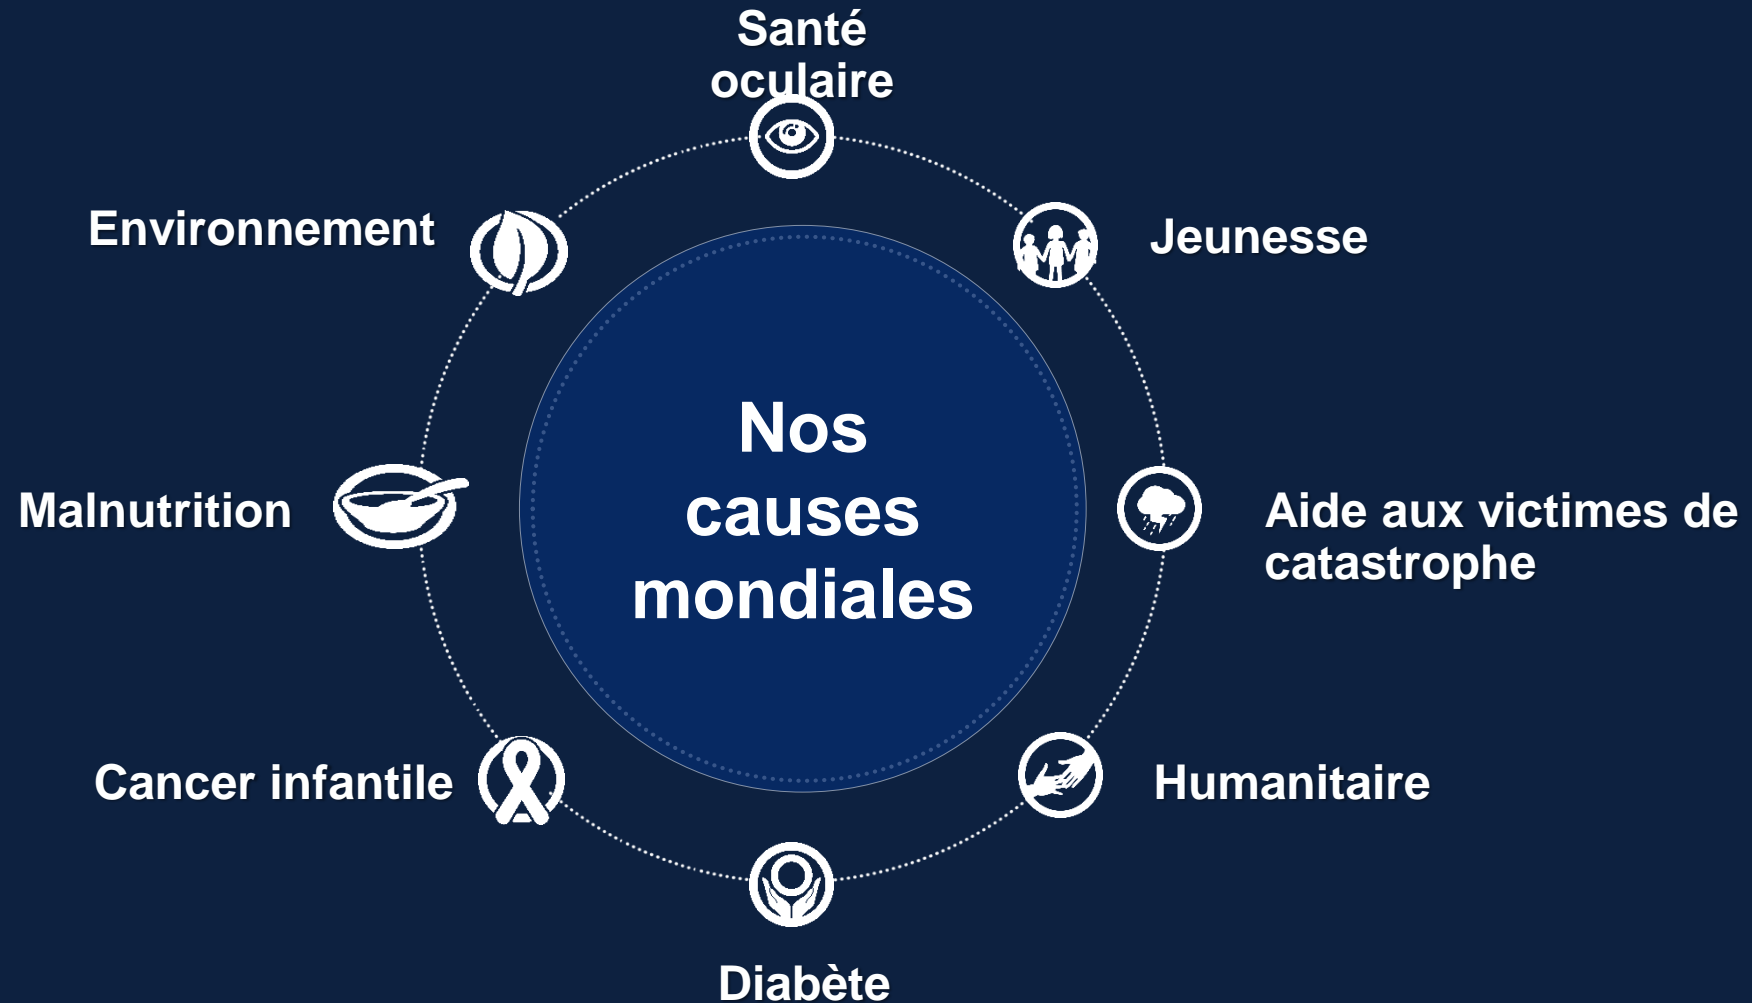 Santé
oculaire
Environnement
Jeunesse
Nos
causes
mondiales
Malnutrition
Aide aux victimes de
catastrophe
Cancer infantile
Humanitaire
Diabète